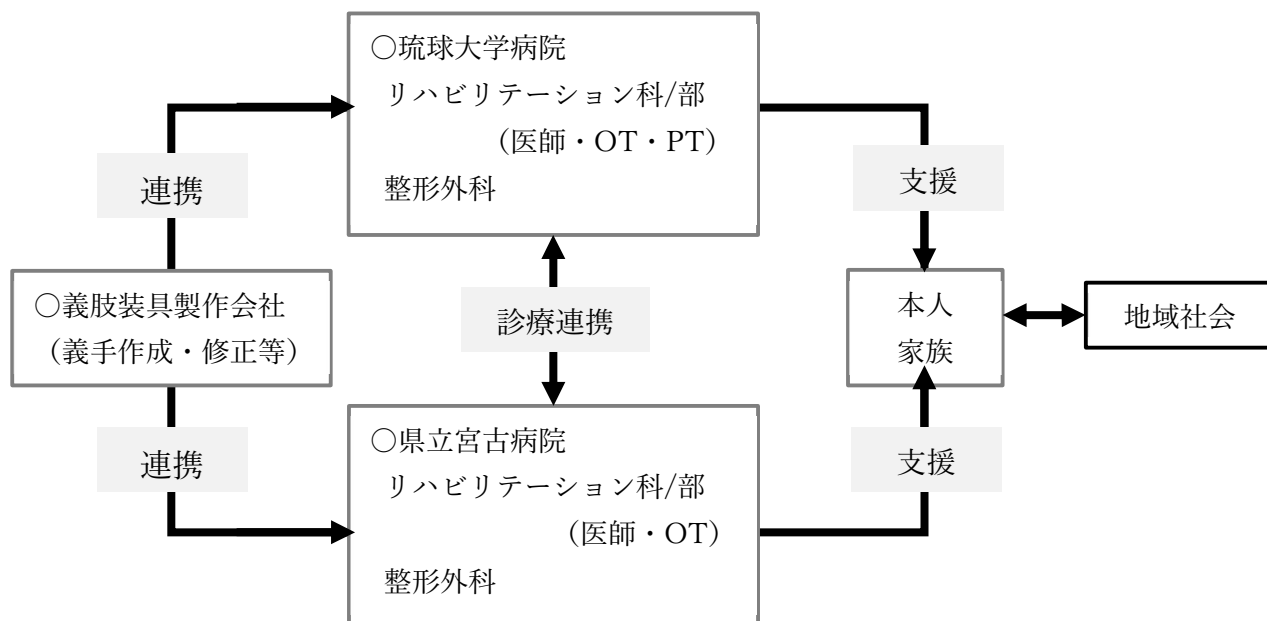 ○琉球大学病院
リハビリテーション科/部
（医師・OT・PT）
整形外科
連携
支援
○義肢装具製作会社
（義手作成・修正等）
診療連携
本人
家族
地域社会
連携
支援
○県立宮古病院
リハビリテーション科/部
（医師・OT）
整形外科